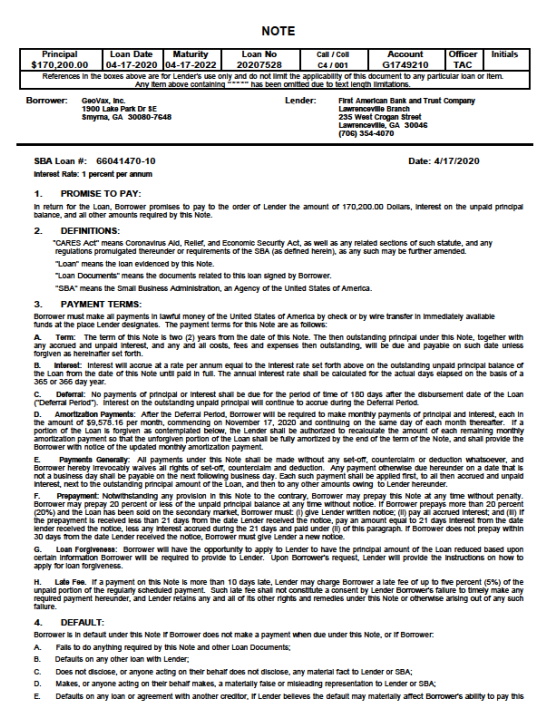 NOTE
Principal Loan Date Maturity Loan No Call / Coll Account Officer Initials
$170,200.00 04-17-2020 04-17-2022 20207528 C4 / 001 G1749210 TAC
References in the boxes above are for Lender's use only and do not limit the applicability of this document to any particular loan or item.
Any item above containing "* * *" has been omitted due to text length limitations.
Borrower: GeoVax, Inc. Lender: First American Bank and Trust Company
1900 Lake Park Dr SE Lawrenceville Branch
Smyrna, GA 30080-7648 235 West Crogan Street
Lawrenceville, GA 30046
(706) 354-4070
SBA Loan #: 66041470-10 Date: 4/17/2020
Interest Rate: 1 percent per annum
1. PROMISE TO PAY:
In return for the Loan, Borrower promises to pay to the order of Lender the amount of 170,200.00 Dollars, interest on the unpaid principal
balance, and all other amounts required by this Note.
2. DEFINITIONS:
"CARES Act" means Coronavirus Aid, Relief, and Economic Security Act, as well as any related sections of such statute, and any
regulations promulgated thereunder or requirements of the SBA (as defined herein), as any such may be further amended.
"Loan" means the loan evidenced by this Note.
"Loan Documents" means the documents related to this loan signed by Borrower.
"SBA" means the Small Business Administration, an Agency of the United States of America.
3. PAYMENT TERMS:
Borrower must make all payments in lawful money of the United States of America by check or by wire transfer in immediately available
funds at the place Lender designates. The payment terms for this Note are as follows:
A. Term: The term of this Note is two (2) years from the date of this Note. The then outstanding principal due under this Note, together with
any accrued and unpaid interest, and any and all costs, fees and expenses then outstanding, will be due and payable on such date unless
forgiven as hereinafter set forth.
B. Interest: Interest will accrue at a rate per annum equal to the interest rate set forth above on the outstanding unpaid principal balance of
the Loan from the date of this Note until paid in full. The annual interest rate shall be calculated for the actual days elapsed on the basis of a
365 or 366 day year.
C. Deferral: No payments of principal or interest shall be due for the period of time of 180 days after the disbursement date of the Loan
("Deferral Period"). Interest on the outstanding unpaid principal will continue to accrue during the Deferral Period.
D. Amortization Payments: After the Deferral Period, Borrower will be required to make monthly payments of principal and interest, each in
the amount of $9,578.16 per month, commencing on November 17, 2020 and continuing on the same day of each month thereafter. If a
portion of the Loan is forgiven as contemplated below, the Lender shall be authorized to recalculate the amount of each remaining monthly
amortization payment so that the unforgiven portion of the Loan shall be fully amortized by the end of the term of the Note, and shall provide the
Borrower with notice of the updated monthly amortization payment.
E. Payments Generally: All payments under this Note shall be made without any set-off, counterclaim or deduction whatsoever, and
Borrower hereby irrevocably waives all rights of set-off, counterclaim and deduction. Any payment otherwise due hereunder on a date that is
not a business day shall be payable on the next following business day. Each such payment shall be applied first, to all then accrued and unpaid
interest, next to the outstanding principal amount of the Loan, and then to any other amounts owing to Lender hereunder.
F. Prepayment: Notwithstanding any provision in this Note to the contrary, Borrower may prepay this Note at any time without penalty.
Borrower may prepay 20 percent or less of the unpaid principal balance at any time without notice. If Borrower prepays more than 20 percent
(20%) and the Loan has been sold on the secondary market, Borrower must: (i) give Lender written notice; (ii) pay all accrued interest; and (iii) if
the prepayment is received less than 21 days from the date Lender received the notice, pay an amount equal to 21 days interest from the date
lender received the notice, less any interest accrued during the 21 days and paid under (ii) of this paragraph. If Borrower does not prepay within
30 days from the date Lender received the notice, Borrower must give Lender a new notice.
G. Loan Forgiveness: Borrower will have the opportunity to apply to Lender to have the principal amount of the Loan reduced based upon
certain information Borrower will be required to provide to Lender. Upon Borrower's request, Lender will provide the instructions on how to
apply for loan forgiveness.
H. Late Fee. If a payment on this Note is more than 10 days late, Lender may charge Borrower a late fee of up to five percent (5%) of the
unpaid portion of the regularly scheduled payment. Such late fee shall not constitute a consent by Lender Borrower's failure to timely make any
required payment hereunder, and Lender retains any and all of its other rights and remedies under this Note or otherwise arising out of any such
failure.
4. DEFAULT:
Borrower is in default under this Note if Borrower does not make a payment when due under this Note, or if Borrower:
A. Fails to do anything required by this Note and other Loan Documents;
B. Defaults on any other loan with Lender;
C. Does not disclose, or anyone acting on their behalf does not disclose, any material fact to Lender or SBA;
D. Makes, or anyone acting on their behalf makes, a materially false or misleading representation to Lender or SBA;
E. Defaults on any loan or agreement with another creditor, if Lender believes the default may materially affect Borrower's ability to pay this